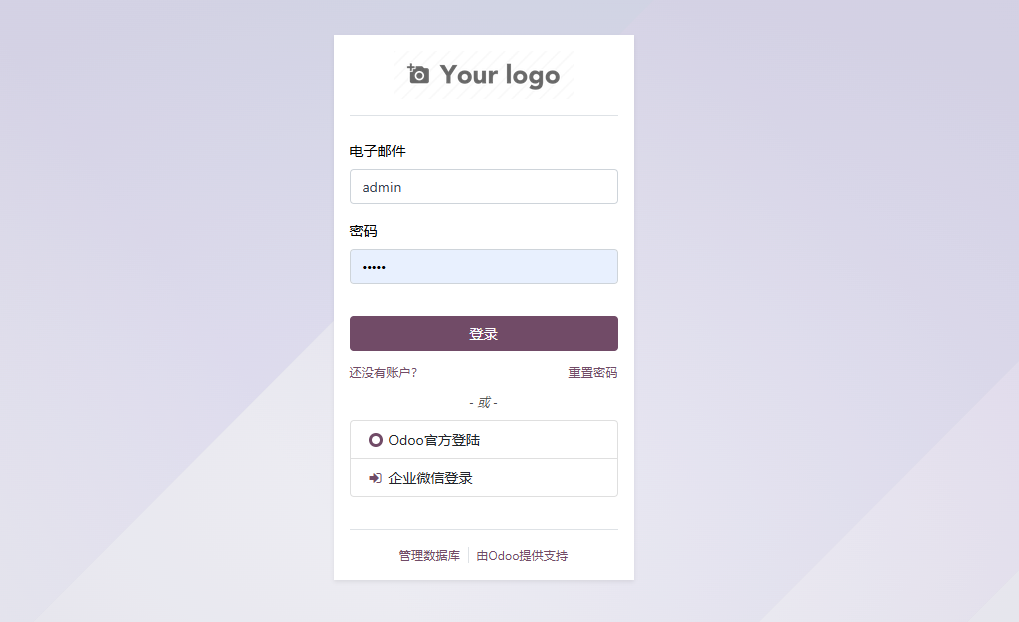 Your logo
电子邮件
admin
密码
•••••
登录
还没有账户？ 重置密码
- 或 -
Odoo官方登陆
企业微信登录
管理数据库 由Odoo提供支持